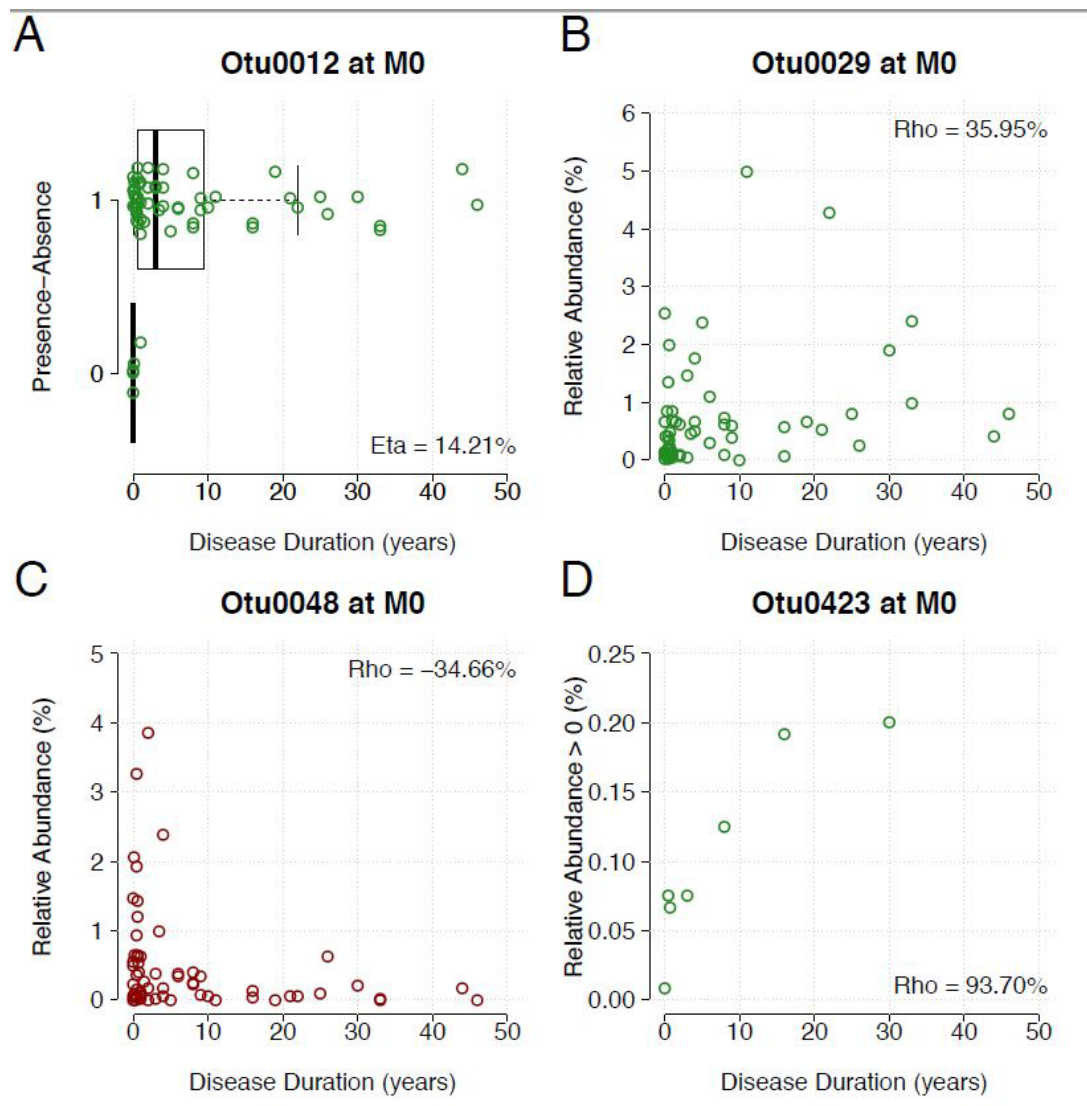 A
Otu0012 at M0
Presence−Absence
1
0
Eta = 14.21%
0 10 20 30 40 50
Disease Duration (years)
B
Otu0029 at M0
Relative Abundance (%)
6
5
4
3
2
1
0
Rho = 35.95%
0 10 20 30 40 50
Disease Duration (years)
C
Otu0048 at M0
Relative Abundance (%)
5
4
3
2
1
0
Rho = −34.66%
0 10 20 30 40 50
Disease Duration (years)
D
Otu0423 at M0
Relative Abundance > 0 (%)
0.25
0.20
0.15
0.10
0.05
0.00
Rho = 93.70%
0 10 20 30 40 50
Disease Duration (years)